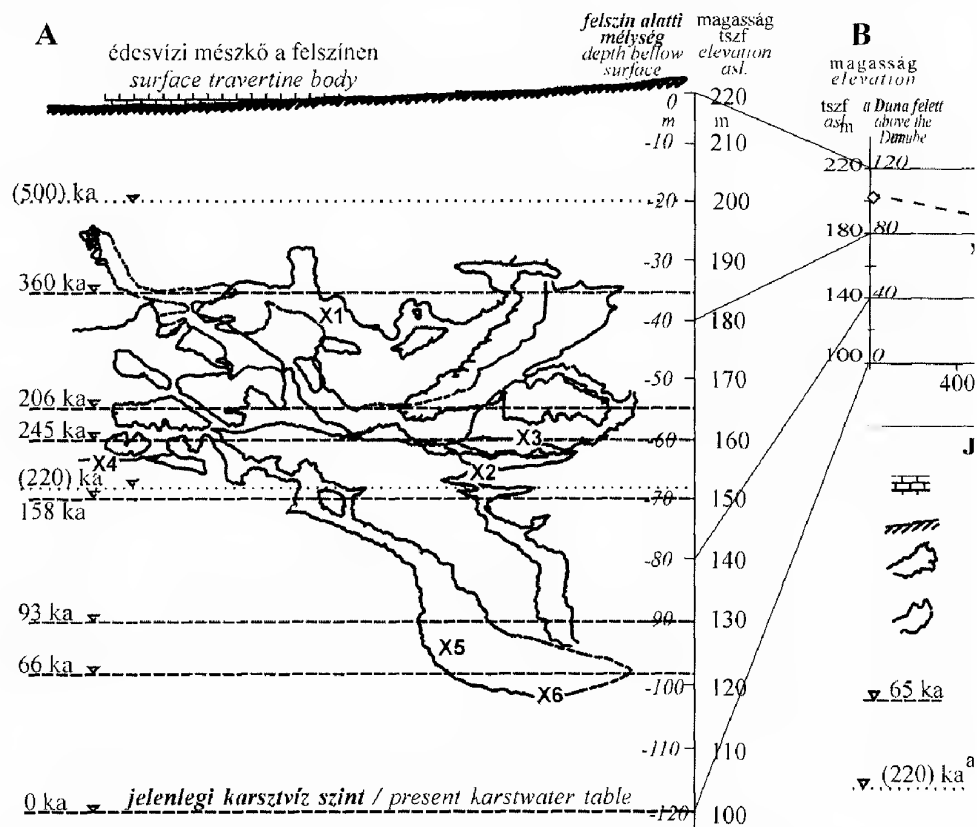 A
édesvízi mészkő a felszínen
surface travertine body
felszin alatti
mélység
depth bellow
surface
magasság
tszf
elevation
asl.
0
m
-10
-20
-30
-40
-50
-60
-70
-80
-90
-100
-110
-120
220
m
210
200
190
180
170
160
150
140
130
120
110
100
(500) ka
360 ka
206 ka
245 ka
(220) ka
158 ka
93 ka
66 ka
0 ka
X1
X3
X4
X2
X5
X6
jelenlegi karsztvíz szint / present karstwater table
B
magasság
elevation
tszf
asl.
m
a Duna felett
above the
Danube
m
220 120
180 80
140 40
100 0
400
J
65 ka
(220) ka a